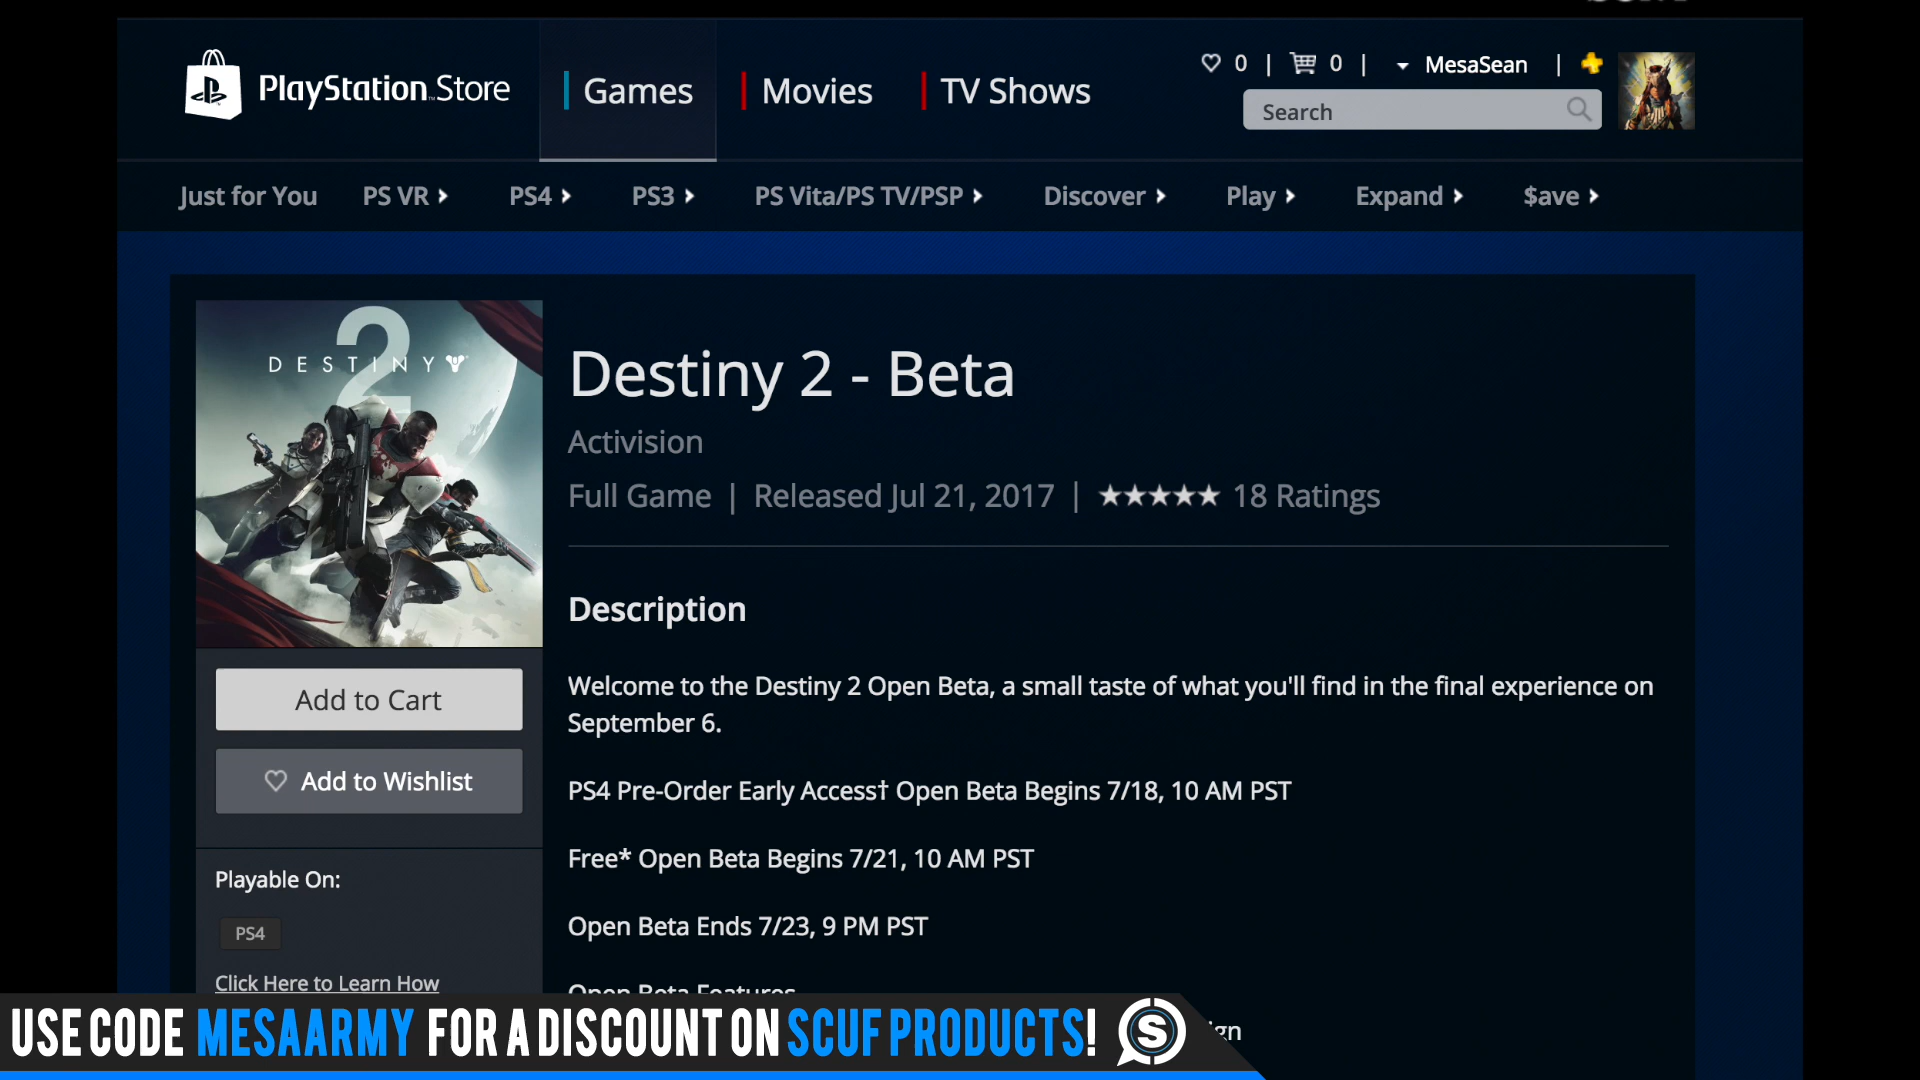 PlayStation Store
Games
Movies
TV Shows
0 | 0 | MesaSean |
Search
Just for You
PS VR
PS4
PS3
PS Vita/PS TV/PSP
Discover
Play
Expand
$ave
2
DESTINY
Destiny 2 - Beta
Activision
Full Game | Released Jul 21, 2017 | ★★★★★ 18 Ratings
Description
Welcome to the Destiny 2 Open Beta, a small taste of what you'll find in the final experience on
September 6.
PS4 Pre-Order Early Access† Open Beta Begins 7/18, 10 AM PST
Free* Open Beta Begins 7/21, 10 AM PST
Open Beta Ends 7/23, 9 PM PST
Open Beta Features
Add to Cart
Add to Wishlist
Playable On:
PS4
Click Here to Learn How
USE CODE MESAARMY FOR A DISCOUNT ON SCUF PRODUCTS!
S